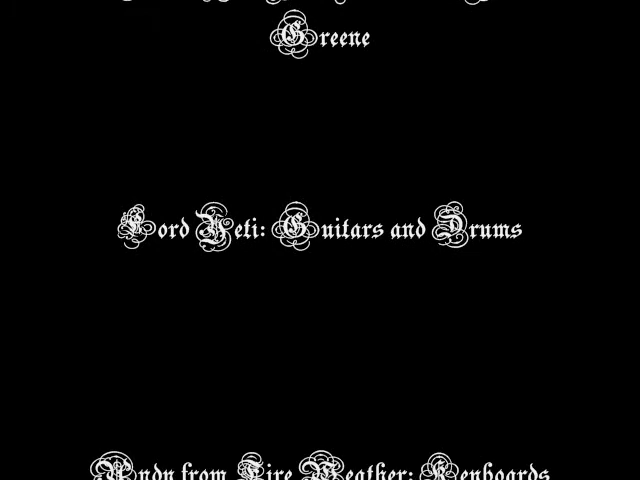 Greene
Lord Yeti: Guitars and Drums
Andy from Fire Weather: Keyboards